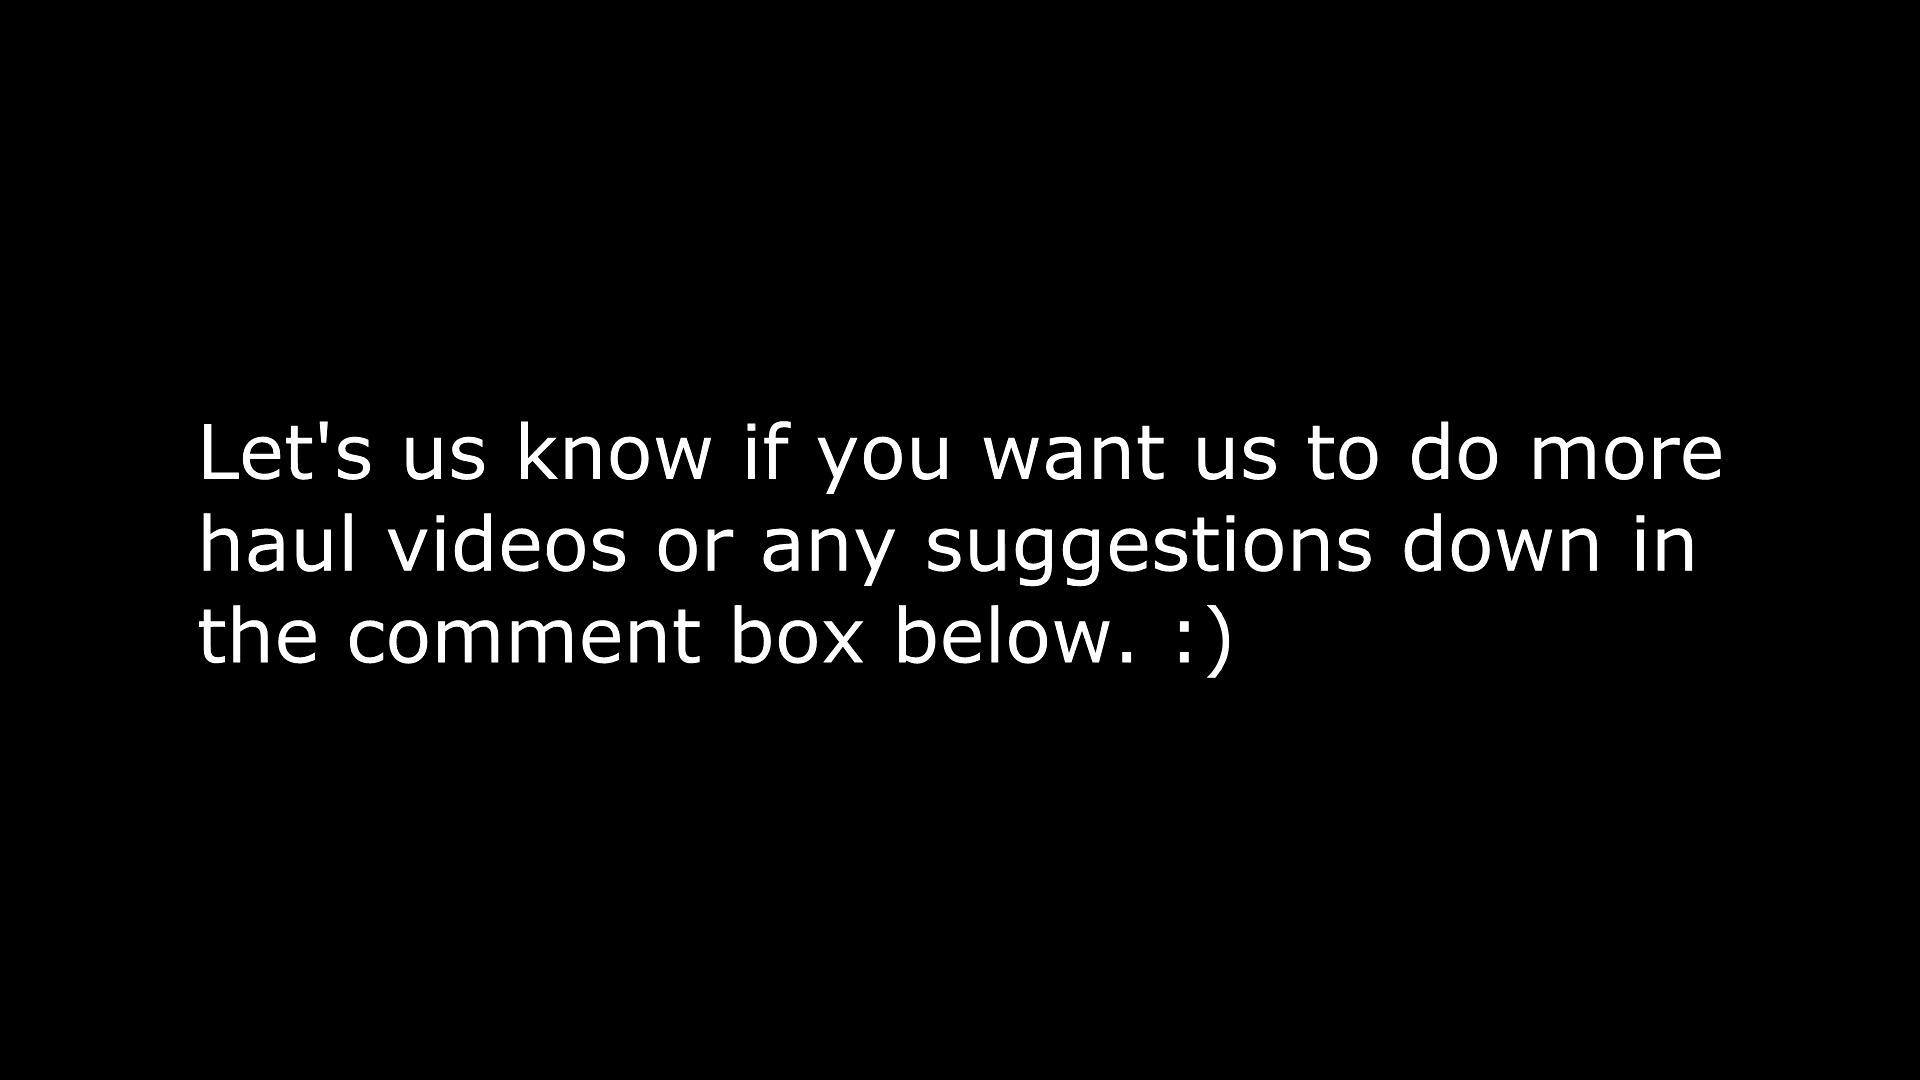 Let's us know if you want us to do more
haul videos or any suggestions down in
the comment box below. :)